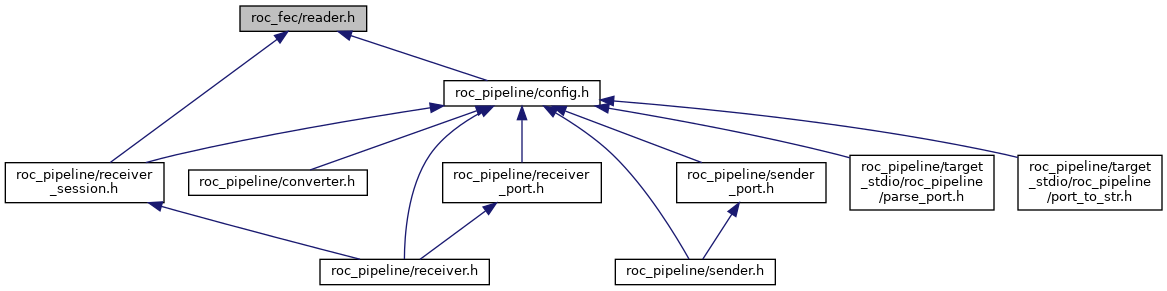 roc_fec/reader.h
roc_pipeline/config.h
roc_pipeline/receiver
_session.h
roc_pipeline/converter.h
roc_pipeline/receiver
_port.h
roc_pipeline/sender
_port.h
roc_pipeline/target
_stdio/roc_pipeline
/parse_port.h
roc_pipeline/target
_stdio/roc_pipeline
/port_to_str.h
roc_pipeline/receiver.h
roc_pipeline/sender.h